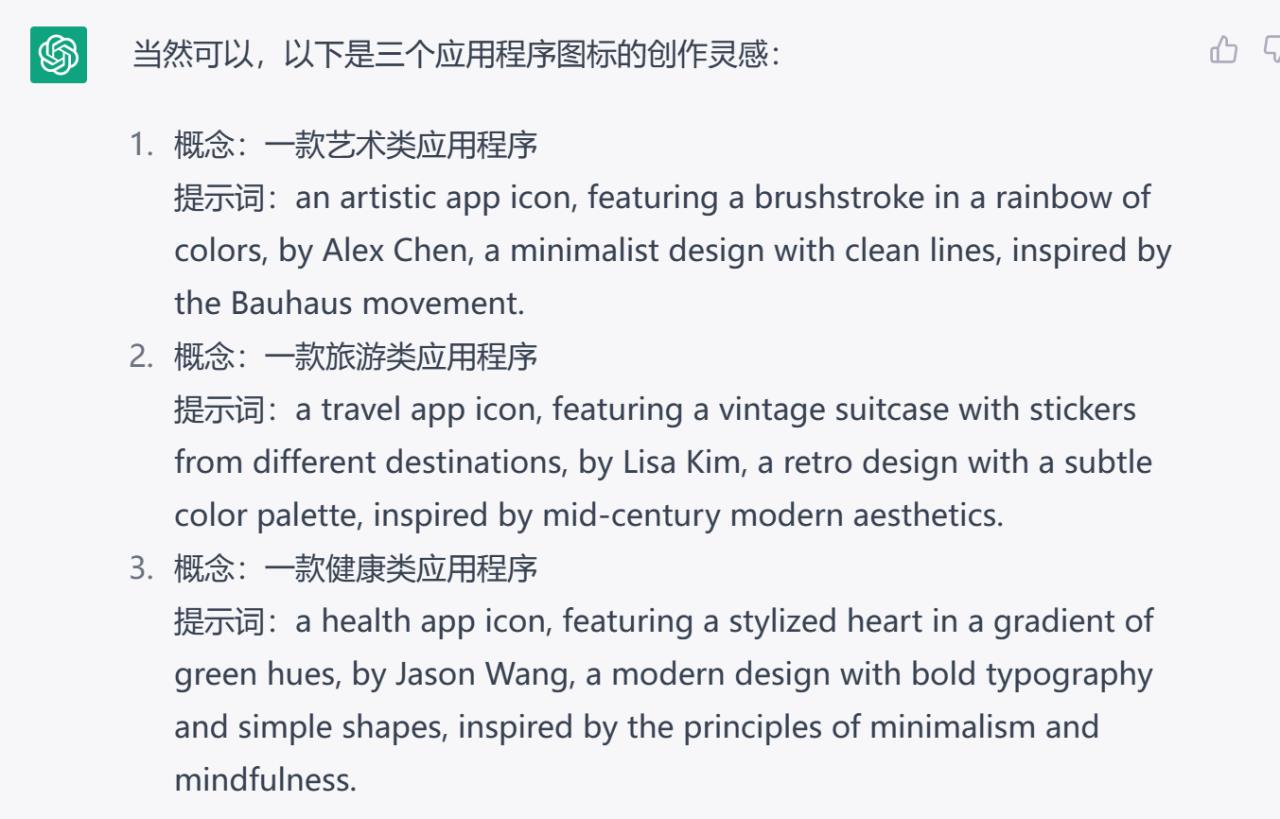 当然可以，以下是三个应用程序图标的创作灵感：
1. 概念：一款艺术类应用程序
提示词：an artistic app icon, featuring a brushstroke in a rainbow of
colors, by Alex Chen, a minimalist design with clean lines, inspired by
the Bauhaus movement.
2. 概念：一款旅游类应用程序
提示词：a travel app icon, featuring a vintage suitcase with stickers
from different destinations, by Lisa Kim, a retro design with a subtle
color palette, inspired by mid-century modern aesthetics.
3. 概念：一款健康类应用程序
提示词：a health app icon, featuring a stylized heart in a gradient of
green hues, by Jason Wang, a modern design with bold typography
and simple shapes, inspired by the principles of minimalism and
mindfulness.